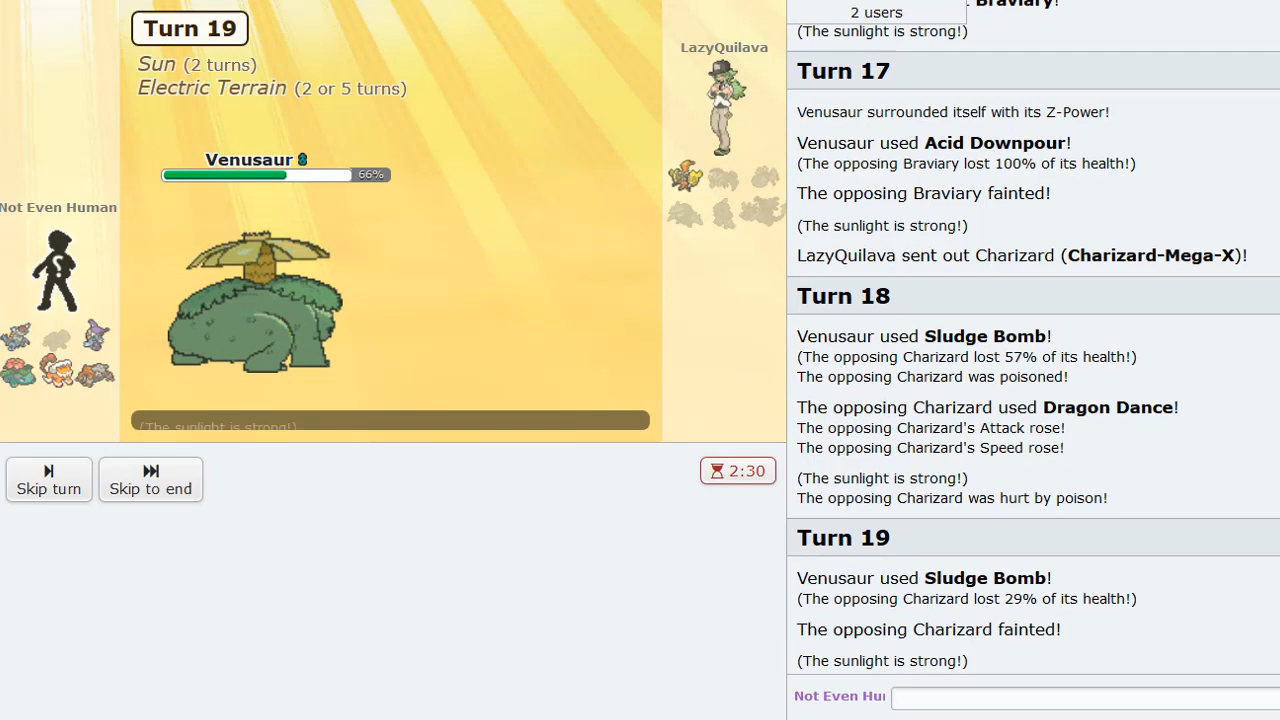 Turn 19
Sun (2 turns)
Electric Terrain (2 or 5 turns)
Venusaur
66%
Not Even Human
LazyQuilava
(The sunlight is strong!)
Skip turn
Skip to end
2:30
2 users
Braviary!
(The sunlight is strong!)
Turn 17
Venusaur surrounded itself with its Z-Power!
Venusaur used Acid Downpour!
(The opposing Braviary lost 100% of its health!)
The opposing Braviary fainted!
(The sunlight is strong!)
LazyQuilava sent out Charizard (Charizard-Mega-X)!
Turn 18
Venusaur used Sludge Bomb!
(The opposing Charizard lost 57% of its health!)
The opposing Charizard was poisoned!
The opposing Charizard used Dragon Dance!
The opposing Charizard's Attack rose!
The opposing Charizard's Speed rose!
(The sunlight is strong!)
The opposing Charizard was hurt by poison!
Turn 19
Venusaur used Sludge Bomb!
(The opposing Charizard lost 29% of its health!)
The opposing Charizard fainted!
(The sunlight is strong!)
Not Even Hu